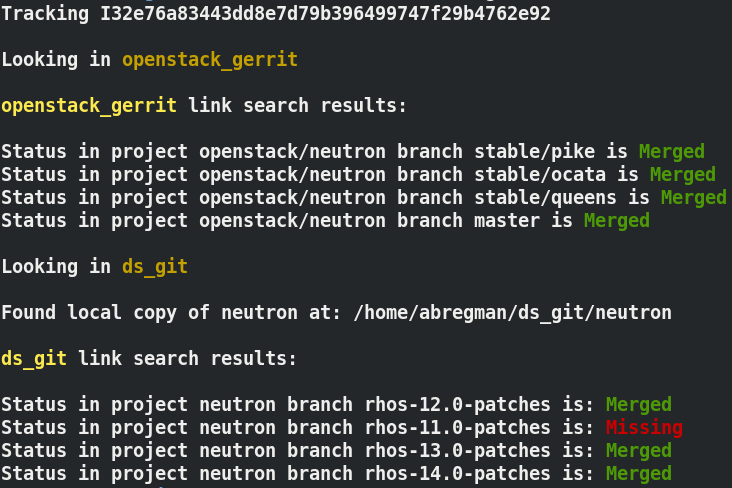 Tracking I32e76a83443dd8e7d79b396499747f29b4762e92
Looking in openstack_gerrit
openstack_gerrit link search results:
Status in project openstack/neutron branch stable/pike is Merged
Status in project openstack/neutron branch stable/ocata is Merged
Status in project openstack/neutron branch stable/queens is Merged
Status in project openstack/neutron branch master is Merged
Looking in ds_git
Found local copy of neutron at: /home/abregman/ds_git/neutron
ds_git link search results:
Status in project neutron branch rhos-12.0-patches is: Merged
Status in project neutron branch rhos-11.0-patches is: Missing
Status in project neutron branch rhos-13.0-patches is: Merged
Status in project neutron branch rhos-14.0-patches is: Merged